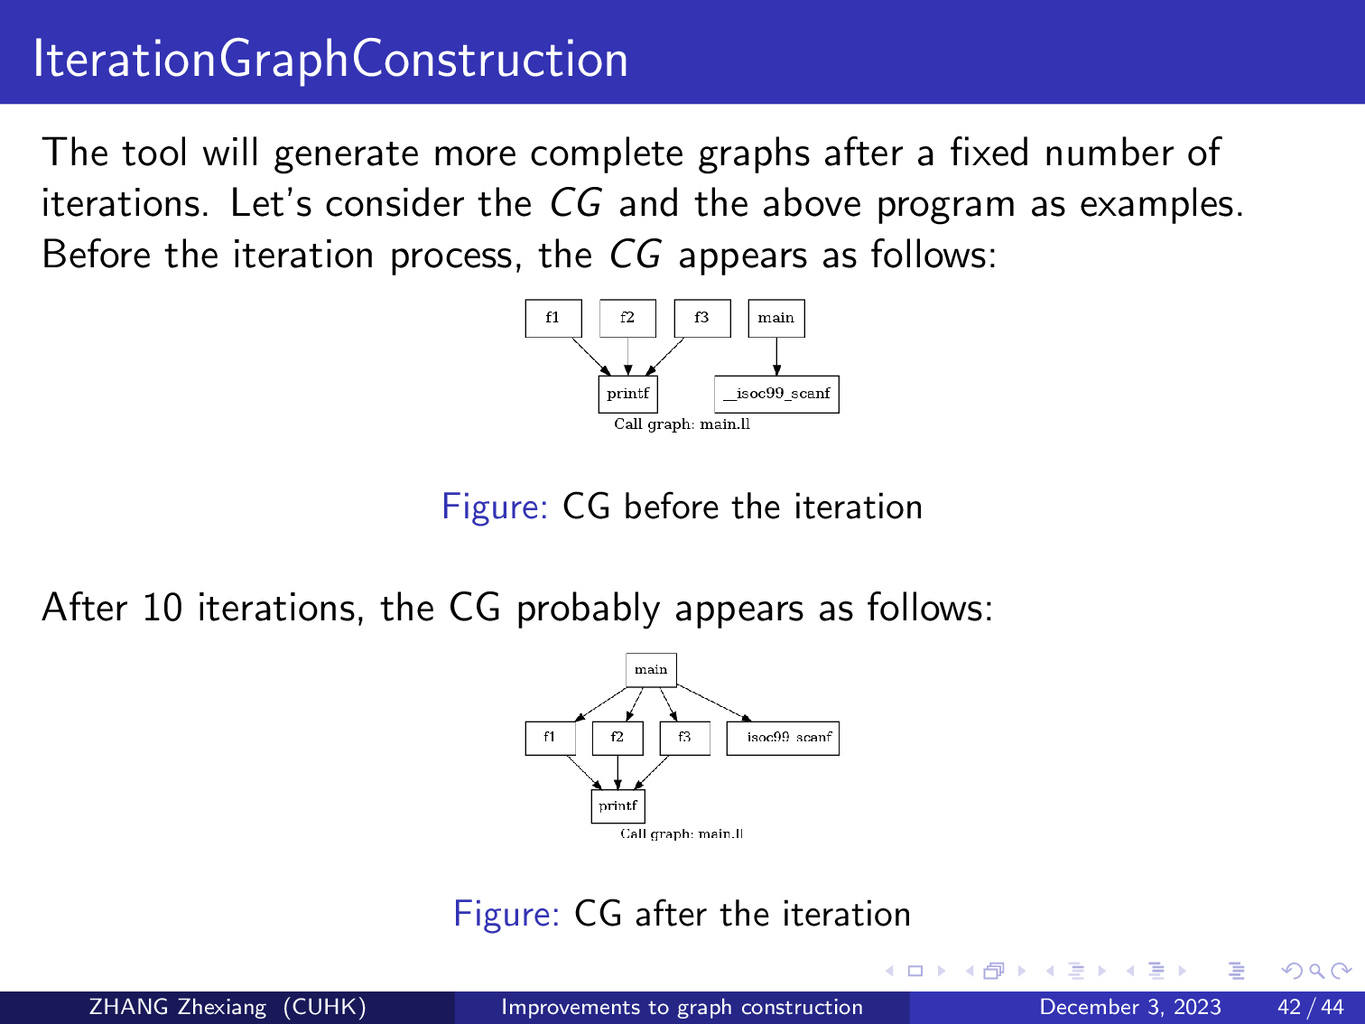 IterationGraphConstruction
The tool will generate more complete graphs after a fixed number of
iterations. Let's consider the CG and the above program as examples.
Before the iteration process, the CG appears as follows:
f1 f2 f3 main
printf __isoc99_scanf
Call graph: main.ll
Figure: CG before the iteration
After 10 iterations, the CG probably appears as follows:
main
f1 f2 f3 isoc99 scanf
printf
Call graph: main.ll
Figure: CG after the iteration
ZHANG Zhexiang (CUHK) Improvements to graph construction December 3, 2023 42 / 44